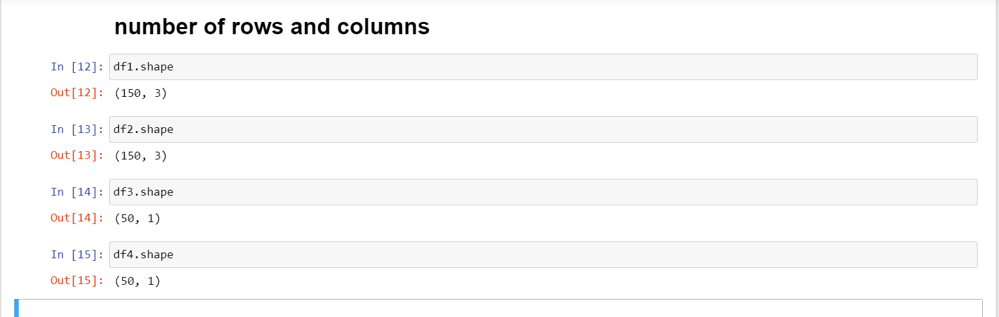 number of rows and columns
In [12]: df1.shape
Out[12]: (150, 3)
In [13]: df2.shape
Out[13]: (150, 3)
In [14]: df3.shape
Out[14]: (50, 1)
In [15]: df4.shape
Out[15]: (50, 1)